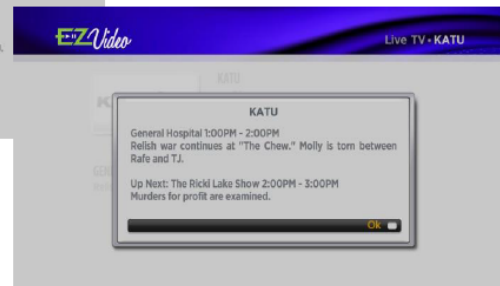 EZVideo
Live TV • KATU
KATU
KATU
General Hospital 1:00PM - 2:00PM
Relish war continues at "The Chew." Molly is torn between
Rafe and TJ.
Up Next: The Ricki Lake Show 2:00PM - 3:00PM
Murders for profit are examined.
Ok